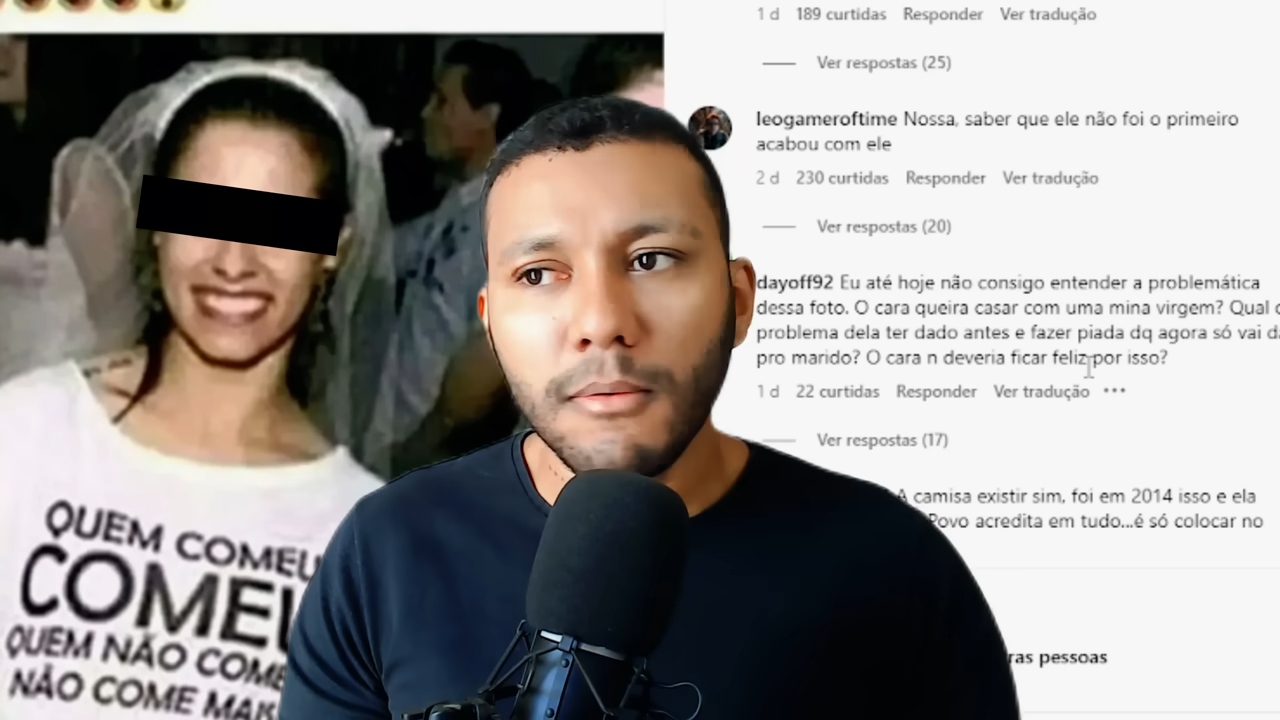 QUEM COMEU
COMEU
QUEM NÃO COME
NÃO COME MAIS
1 d 189 curtidas Responder Ver tradução
Ver respostas (25)
leogameroftime Nossa, saber que ele não foi o primeiro
acabou com ele
2 d 230 curtidas Responder Ver tradução
Ver respostas (20)
dayoff92 Eu até hoje não consigo entender a problemática
dessa foto. O cara queira casar com uma mina virgem? Qual
problema dela ter dado antes e fazer piada dq agora só vai
pro marido? O cara n deveria ficar feliz por isso?
1 d 22 curtidas Responder Ver tradução •••
Ver respostas (17)
A camisa existir sim, foi em 2014 isso e ela
Povo acredita em tudo...é só colocar no
ras pessoas